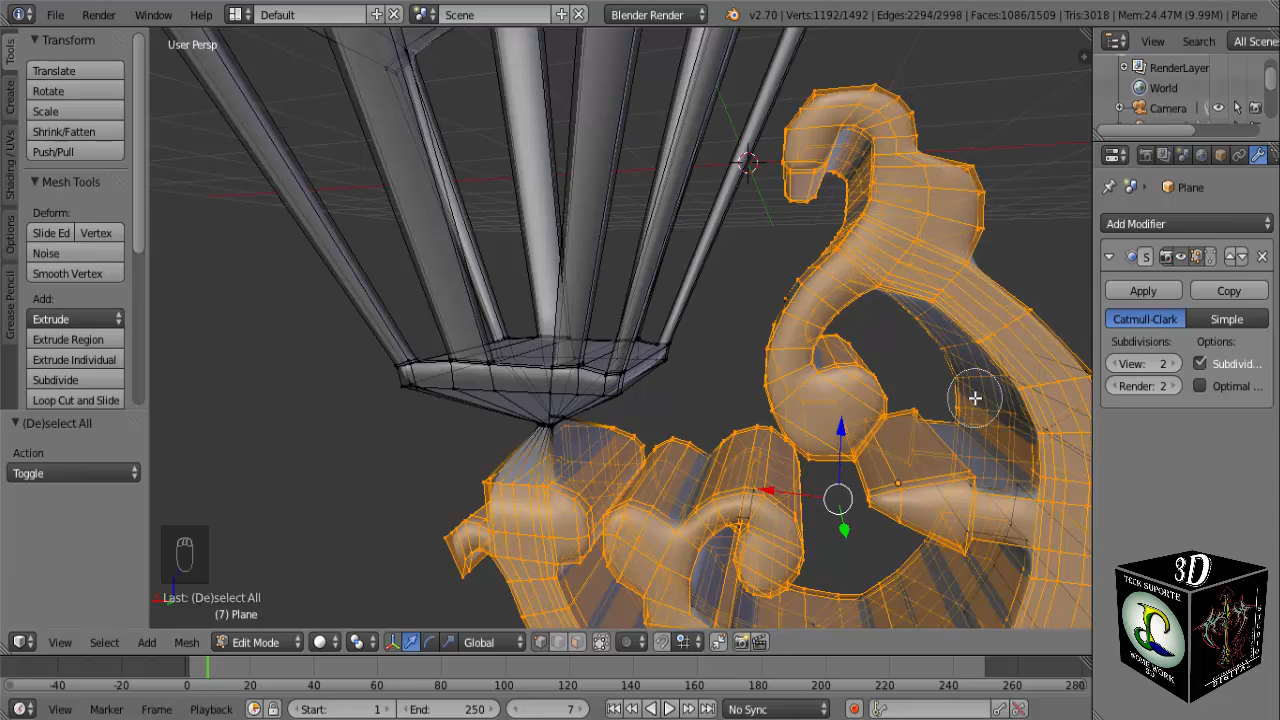 File Render Window Help Default Scene Blender Render v2.70 | Verts:1192/1492 | Edges:2294/2998 | Faces:1086/1509 | Tris:3018 | Mem:24.47M (9.99M) | Plane
Tools
Create
Shading / UVs
Options
Grease Pencil
Transform
Translate
Rotate
Scale
Shrink/Fatten
Push/Pull
Mesh Tools
Deform:
Slide Ed Vertex
Noise
Smooth Vertex
Add:
Extrude
Extrude Region
Extrude Individual
Subdivide
Loop Cut and Slide
(De)select All
Action
Toggle
User Persp
Last: (De)select All
(7) Plane
View Search All Scene
RenderLayer
World
Camera
Plane
Add Modifier
S
Apply Copy
Catmull-Clark Simple
Subdivisions: Options:
View: 2 Subdivid
Render: 2 Optimal
View Select Add Mesh Edit Mode Global
-40 -20 0 20 40 60 80 100 120 140 160 180 200 220 240 260 280
View Marker Frame Playback Start: 1 End: 250 7 No Sync
3D
TECK SUPORTE
SOME WORK
3D
DIGITAL